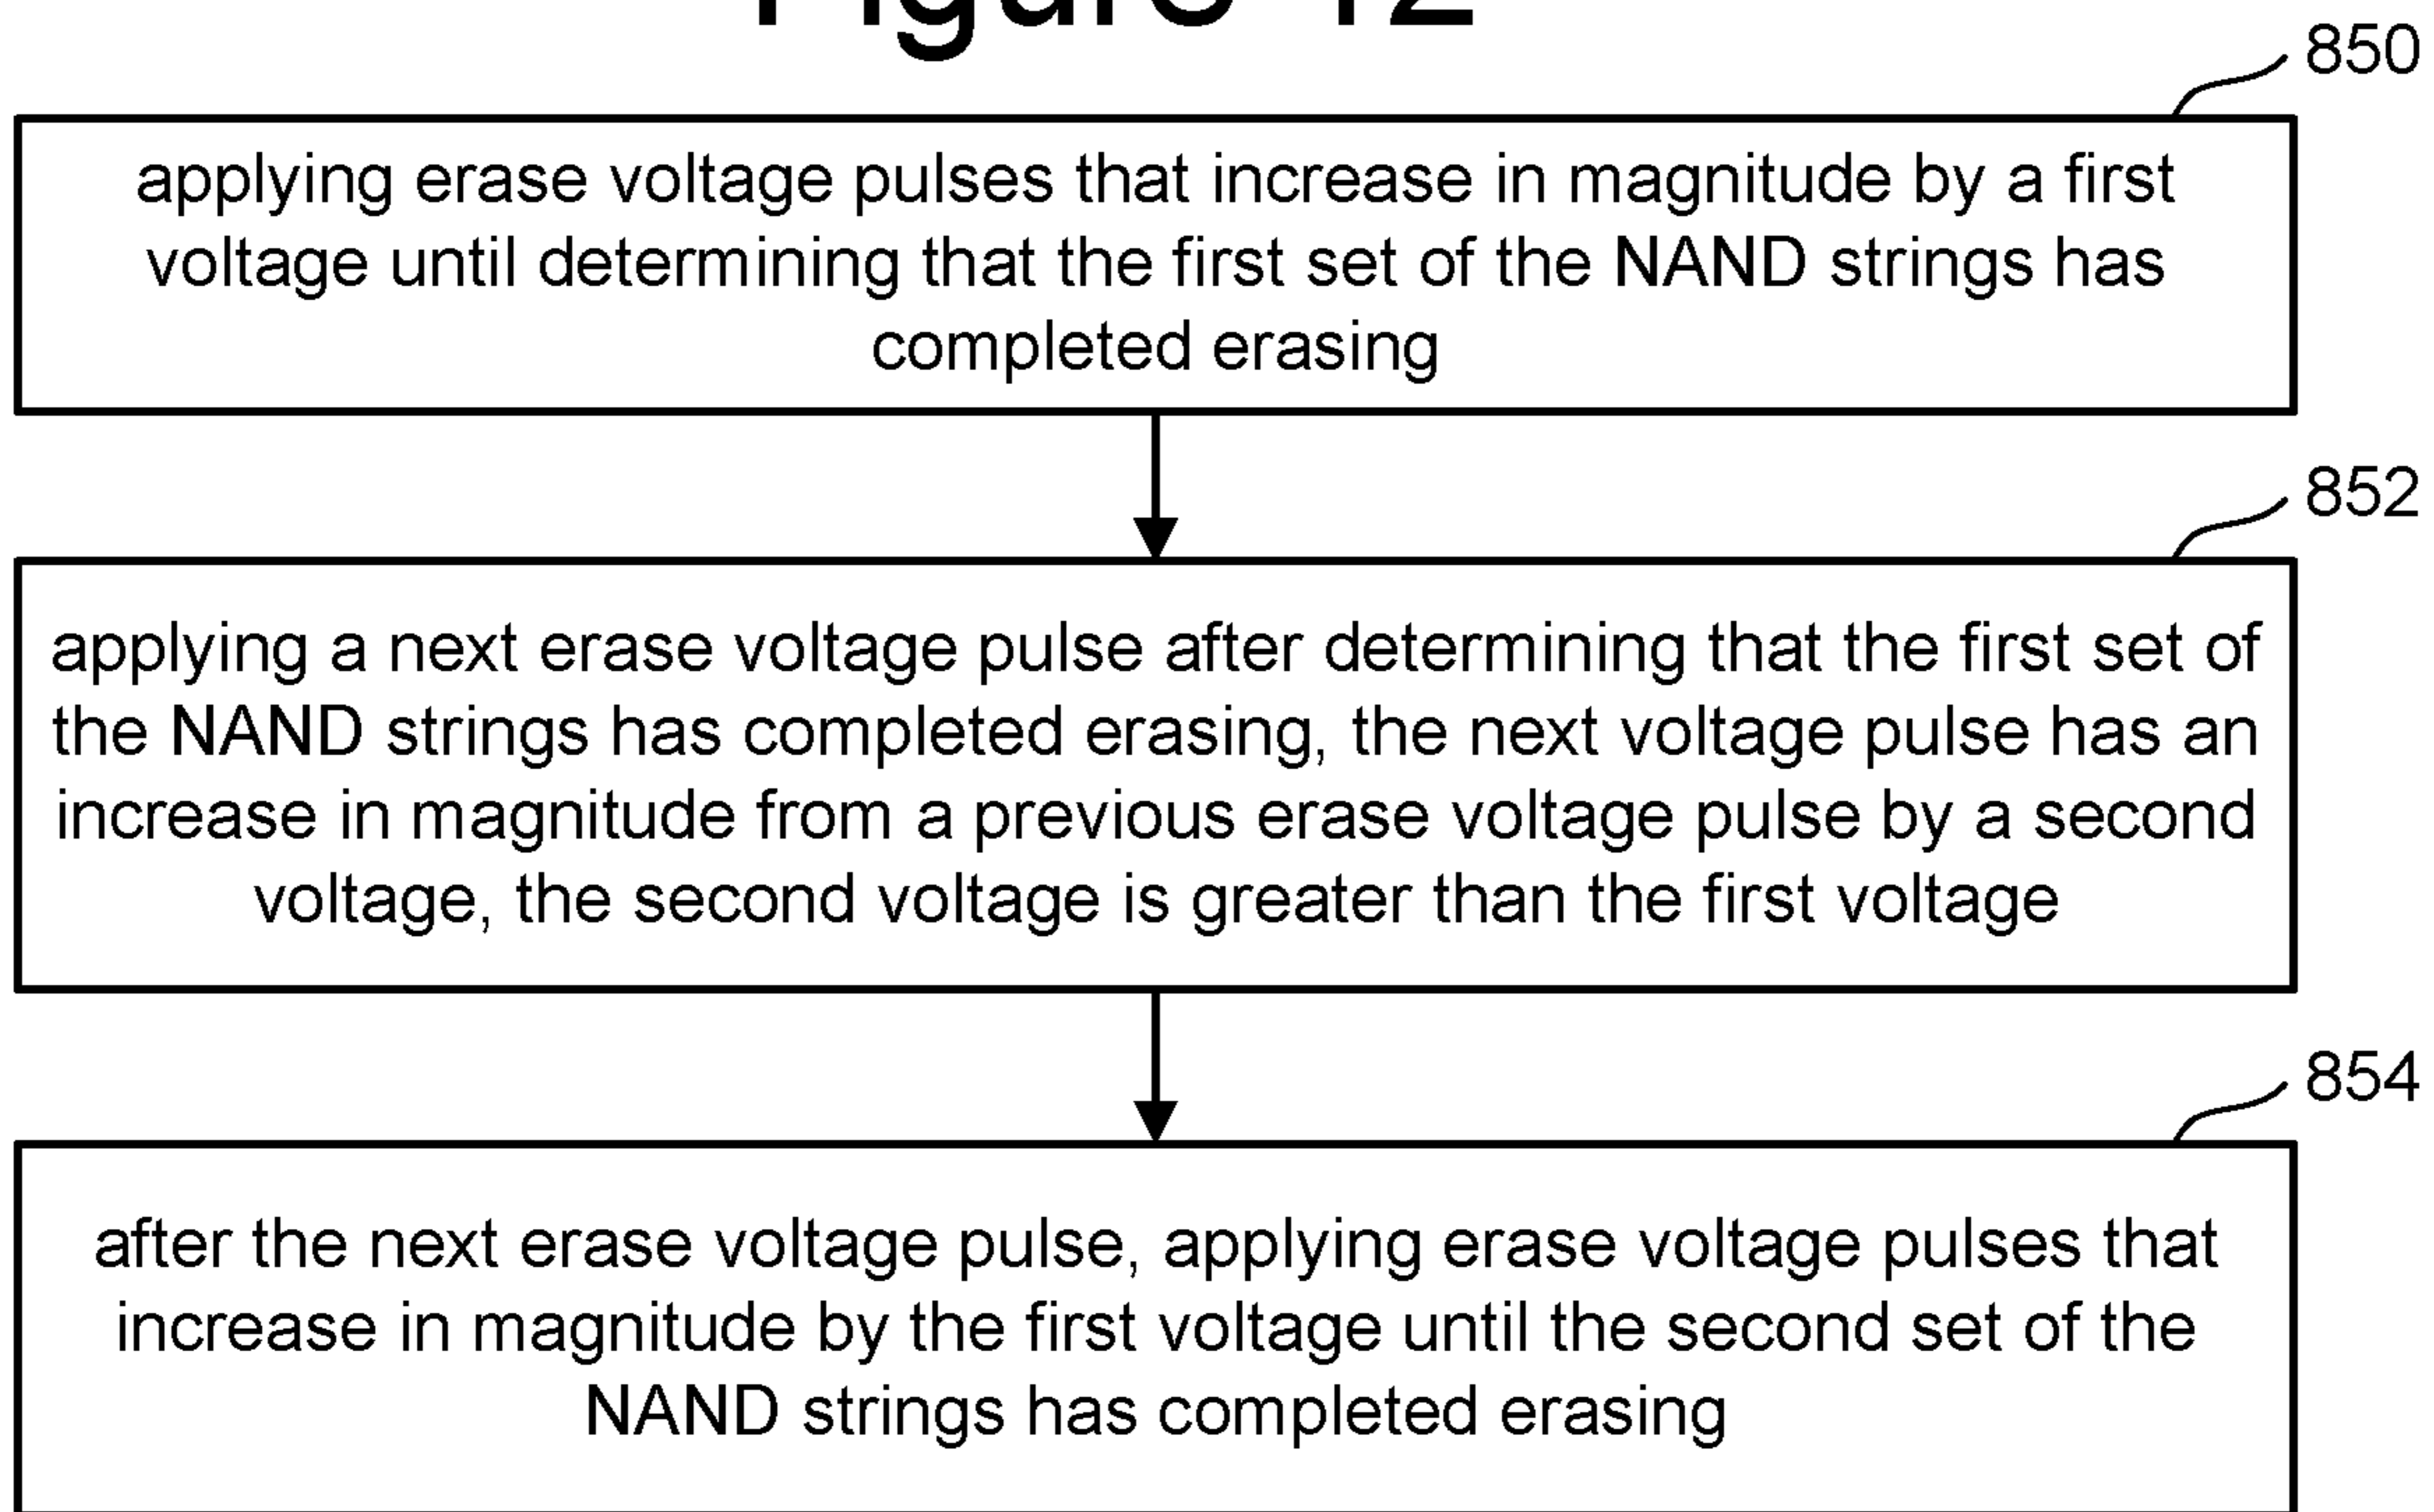 Figure 12
850
applying erase voltage pulses that increase in magnitude by a first
voltage until determining that the first set of the NAND strings has
completed erasing
852
applying a next erase voltage pulse after determining that the first set of
the NAND strings has completed erasing, the next voltage pulse has an
increase in magnitude from a previous erase voltage pulse by a second
voltage, the second voltage is greater than the first voltage
854
after the next erase voltage pulse, applying erase voltage pulses that
increase in magnitude by the first voltage until the second set of the
NAND strings has completed erasing